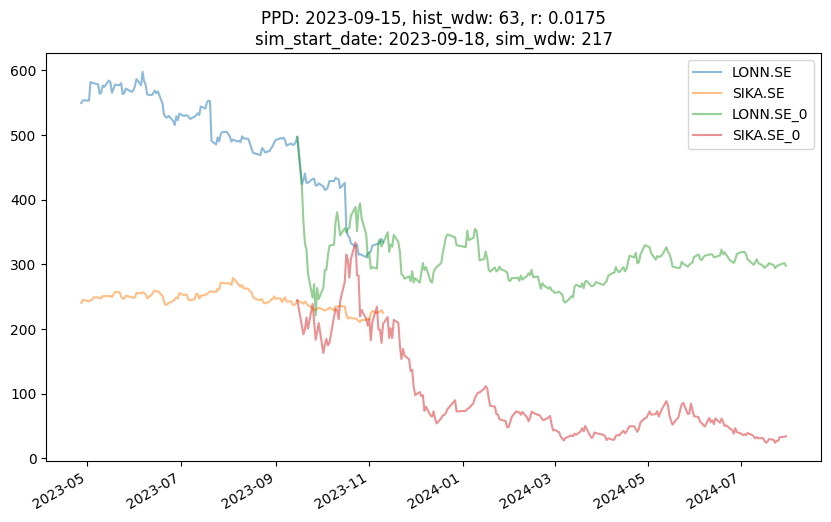 PPD: 2023-09-15, hist_wdw: 63, r: 0.0175
sim_start_date: 2023-09-18, sim_wdw: 217
LONN.SE
SIKA.SE
LONN.SE_0
SIKA.SE_0
600
500
400
300
200
100
0
2023-05
2023-07
2023-09
2023-11
2024-01
2024-03
2024-05
2024-07